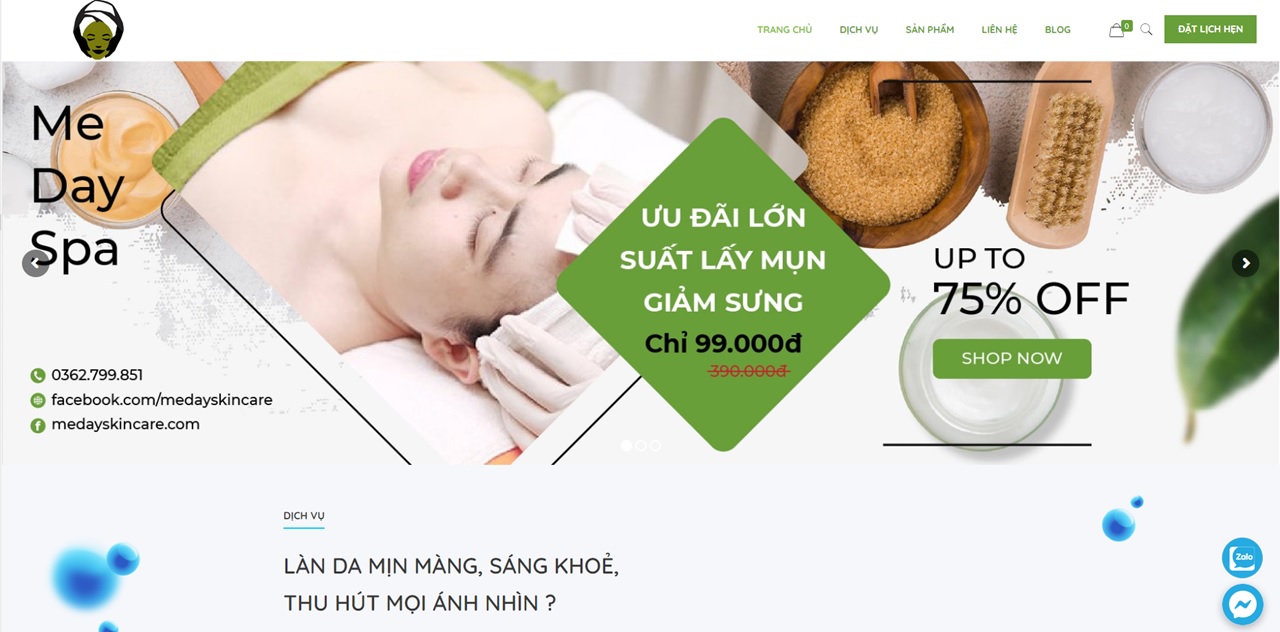 TRANG CHỦ
DỊCH VỤ
SẢN PHẨM
LIÊN HỆ
BLOG
0
ĐẶT LỊCH HẸN
Me
Day
Spa
0362.799.851
facebook.com/medayskincare
medayskincare.com
ƯU ĐÃI LỚN
SUẤT LẤY MỤN
GIẢM SƯNG
Chỉ 99.000đ
390.000đ
UP TO
75% OFF
SHOP NOW
DỊCH VỤ
LÀN DA MỊN MÀNG, SÁNG KHOẺ,
THU HÚT MỌI ÁNH NHÌN ?
Zalo